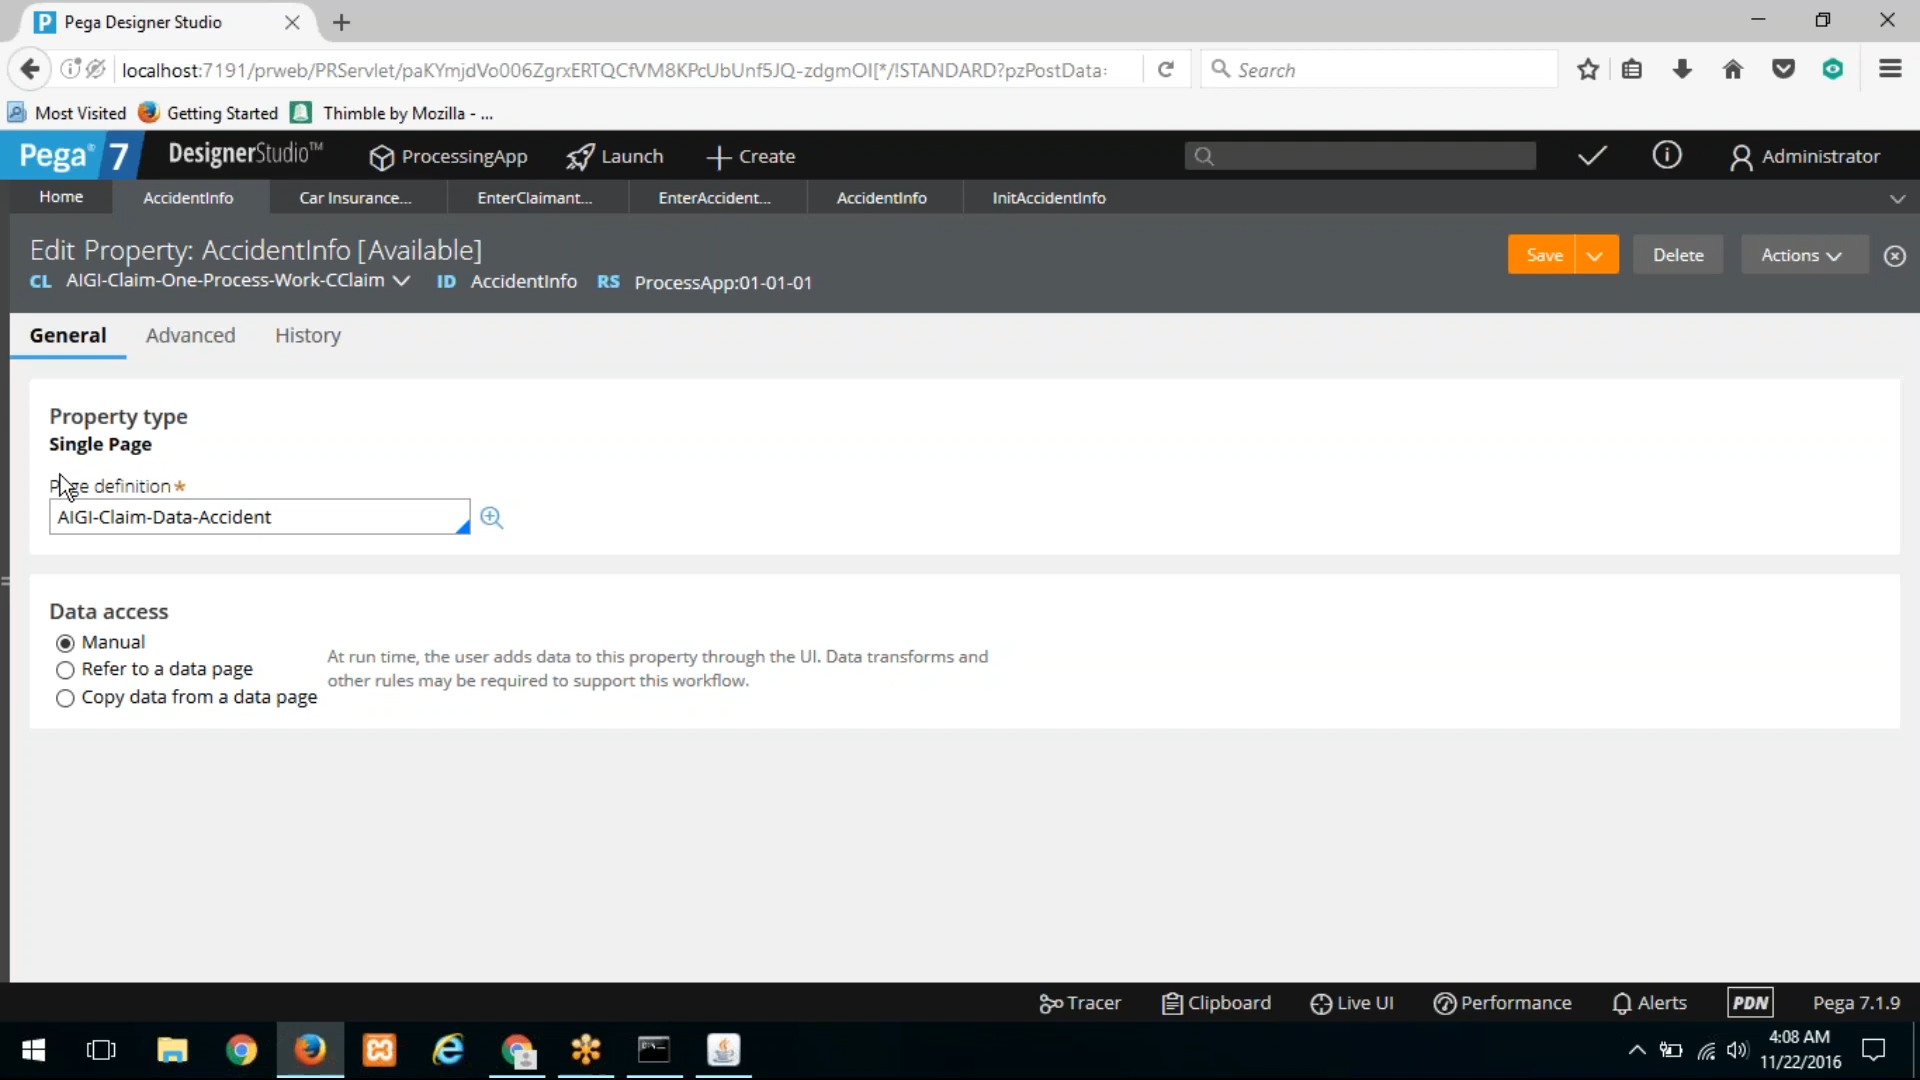 Pega Designer Studio
localhost:7191/prweb/PRServlet/paKYmjdVo006ZgrxERTQCfVM8KPcUbUnf5JQ-zdgmOI[*/!STANDARD?pzPostData:
Search
Most Visited Getting Started Thimble by Mozilla - ...
Pega 7 DesignerStudio™ ProcessingApp Launch Create Administrator
Home AccidentInfo Car Insurance... EnterClaimant... EnterAccident... AccidentInfo InitAccidentInfo
Edit Property: AccidentInfo [Available]
Save Delete Actions
CL AIGI-Claim-One-Process-Work-CClaim ID AccidentInfo RS ProcessApp:01-01-01
General Advanced History
Property type
Single Page
Page definition*
AIGI-Claim-Data-Accident
Data access
Manual
Refer to a data page
Copy data from a data page
At run time, the user adds data to this property through the UI. Data transforms and
other rules may be required to support this workflow.
Tracer Clipboard Live UI Performance Alerts PDN Pega 7.1.9
4:08 AM
11/22/2016